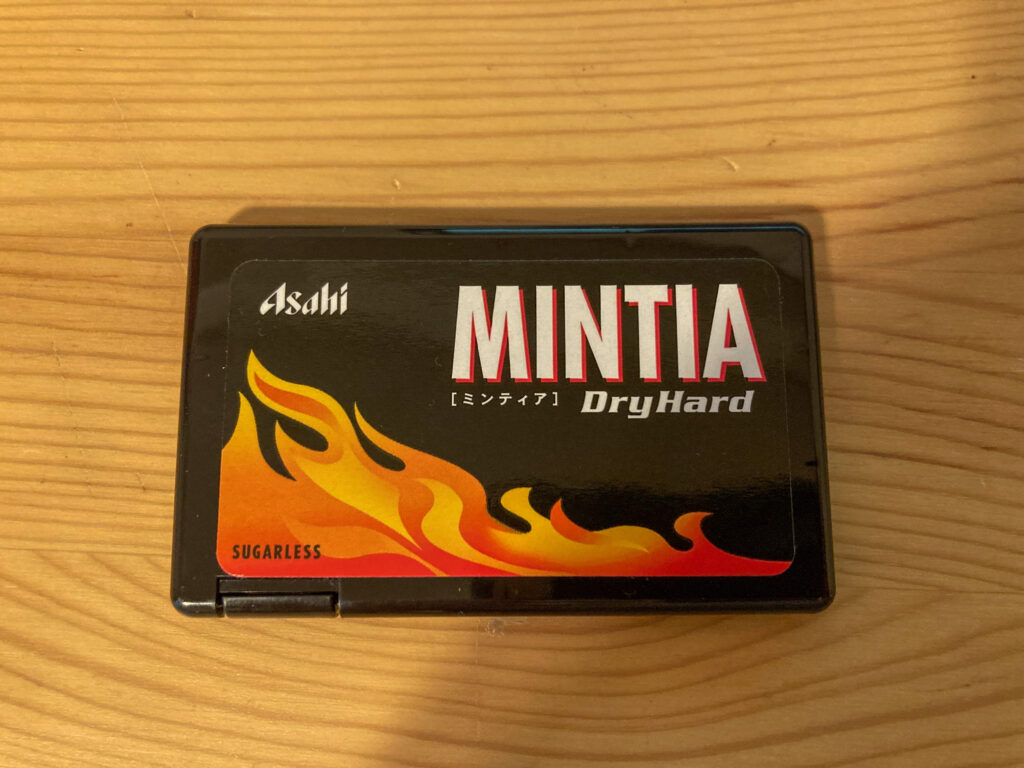 Asahi
MINTIA
[ミンティア] DryHard
SUGARLESS